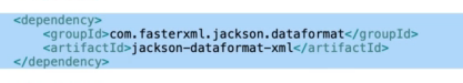 <dependency>
<groupId>com.fasterxml.jackson.dataformat</groupId>
<artifactId>jackson-dataformat-xml</artifactId>
</dependency>